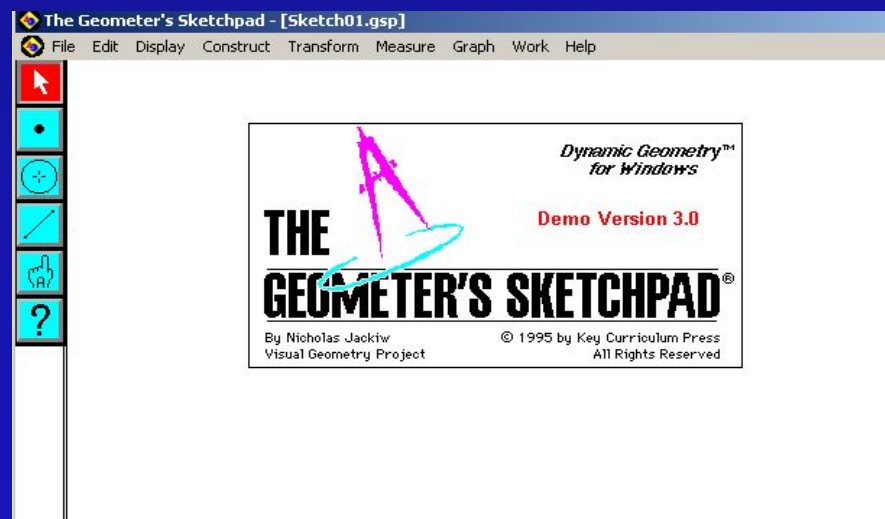 The Geometer's Sketchpad - [Sketch01.gsp]
File Edit Display Construct Transform Measure Graph Work Help
A
?
Dynamic Geometry™
for Windows
Demo Version 3.0
THE
GEOMETER'S SKETCHPAD®
By Nicholas Jackiw
Visual Geometry Project
© 1995 by Key Curriculum Press
All Rights Reserved